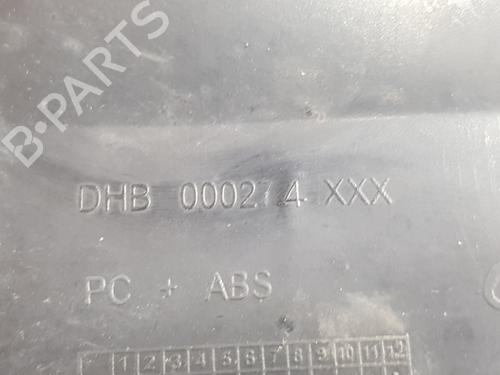 B-PARTS
DHB 000274 XXX
PC + ABS
1 2 3 4 5 6 7 8 9 10 11 12